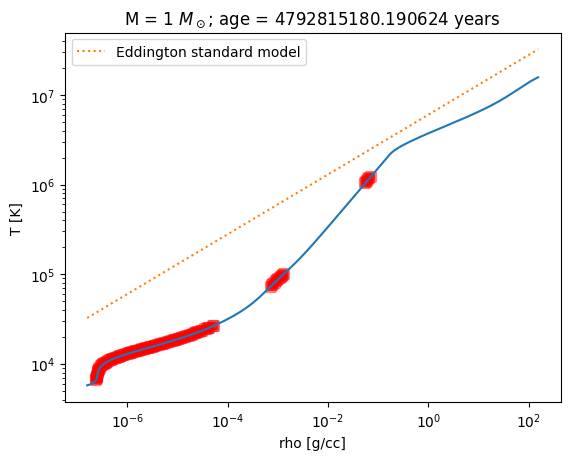 M = 1 M⊙; age = 4792815180.190624 years
Eddington standard model
T [K]
10⁷
10⁶
10⁵
10⁴
10⁻⁶
10⁻⁴
10⁻²
10⁰
10²
rho [g/cc]